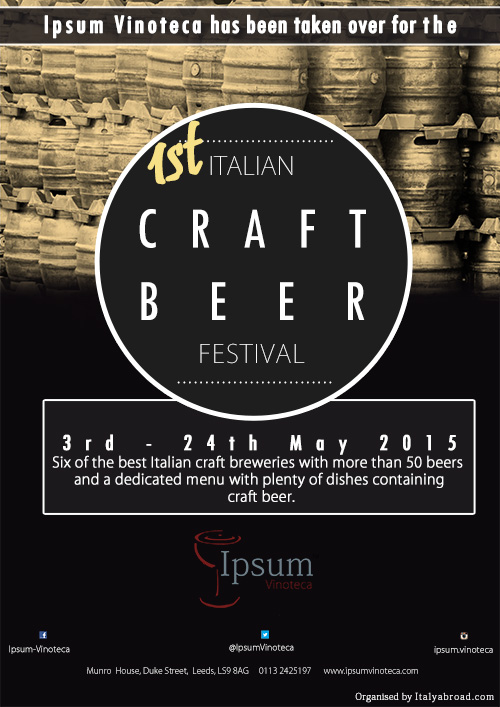 Ipsum Vinoteca has been taken over for the
1st
ITALIAN
CRAFT
BEER
FESTIVAL
3rd - 24th May 2015
Six of the best Italian craft breweries with more than 50 beers
and a dedicated menu with plenty of dishes containing
craft beer.
Ipsum
Vinoteca
Ipsum-Vinoteca
@IpsumVinoteca
ipsum.vinoteca
Munro House, Duke Street, Leeds, LS9 8AG 0113 2425197 www.ipsumvinoteca.com
Organised by Italyabroad.com